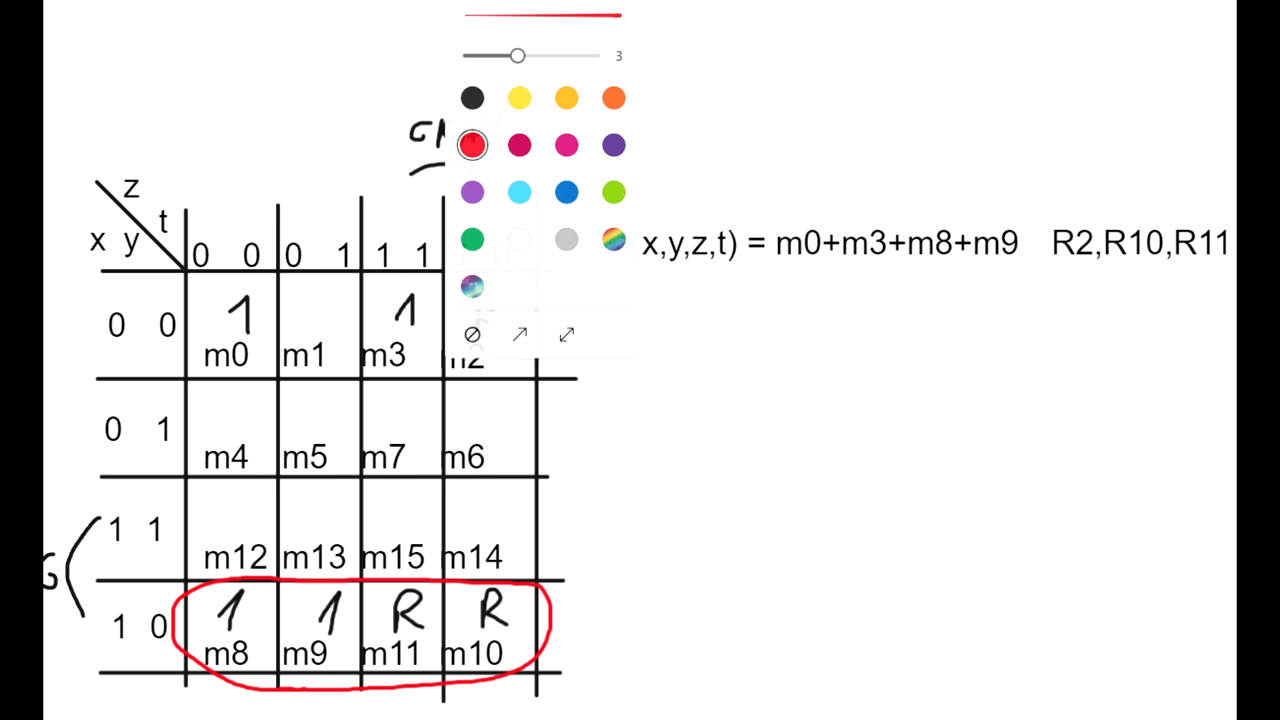 3
z
t
x y
0 0 0 1 1 1
x,y,z,t) = m0+m3+m8+m9 R2,R10,R11
0 0 1 1
m0 m1 m3
0 1
m4 m5 m7 m6
1 1
m12 m13 m15 m14
1 0 1 1 R R
m8 m9 m11 m10